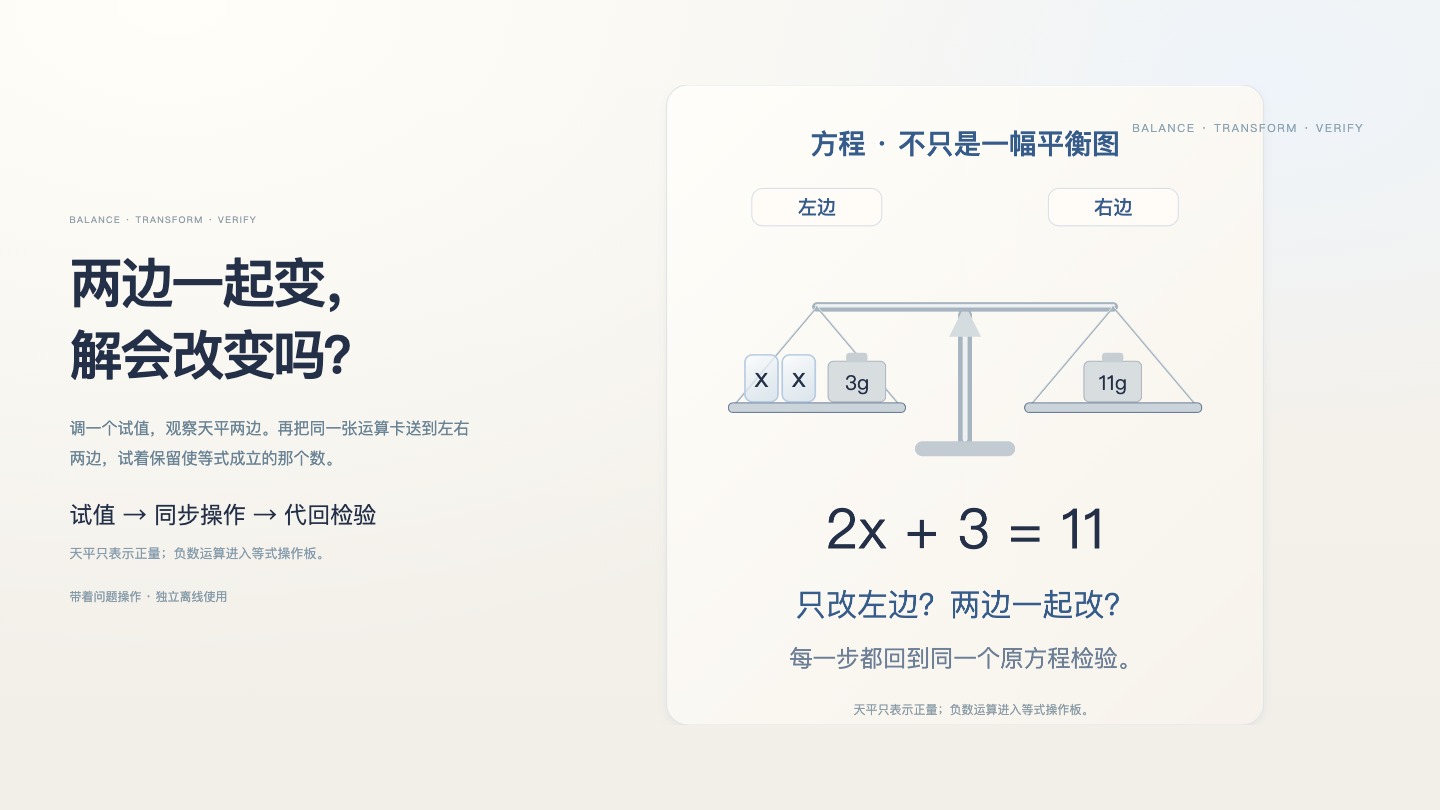 BALANCE · TRANSFORM · VERIFY
两边一起变，
解会改变吗？
调一个试值，观察天平两边。再把同一张运算卡送到左右
两边，试着保留使等式成立的那个数。
试值 → 同步操作 → 代回检验
天平只表示正量；负数运算进入等式操作板。
带着问题操作 · 独立离线使用
BALANCE · TRANSFORM · VERIFY
方程 · 不只是一幅平衡图
左边
右边
x x 3g
11g
2x + 3 = 11
只改左边？两边一起改？
每一步都回到同一个原方程检验。
天平只表示正量；负数运算进入等式操作板。